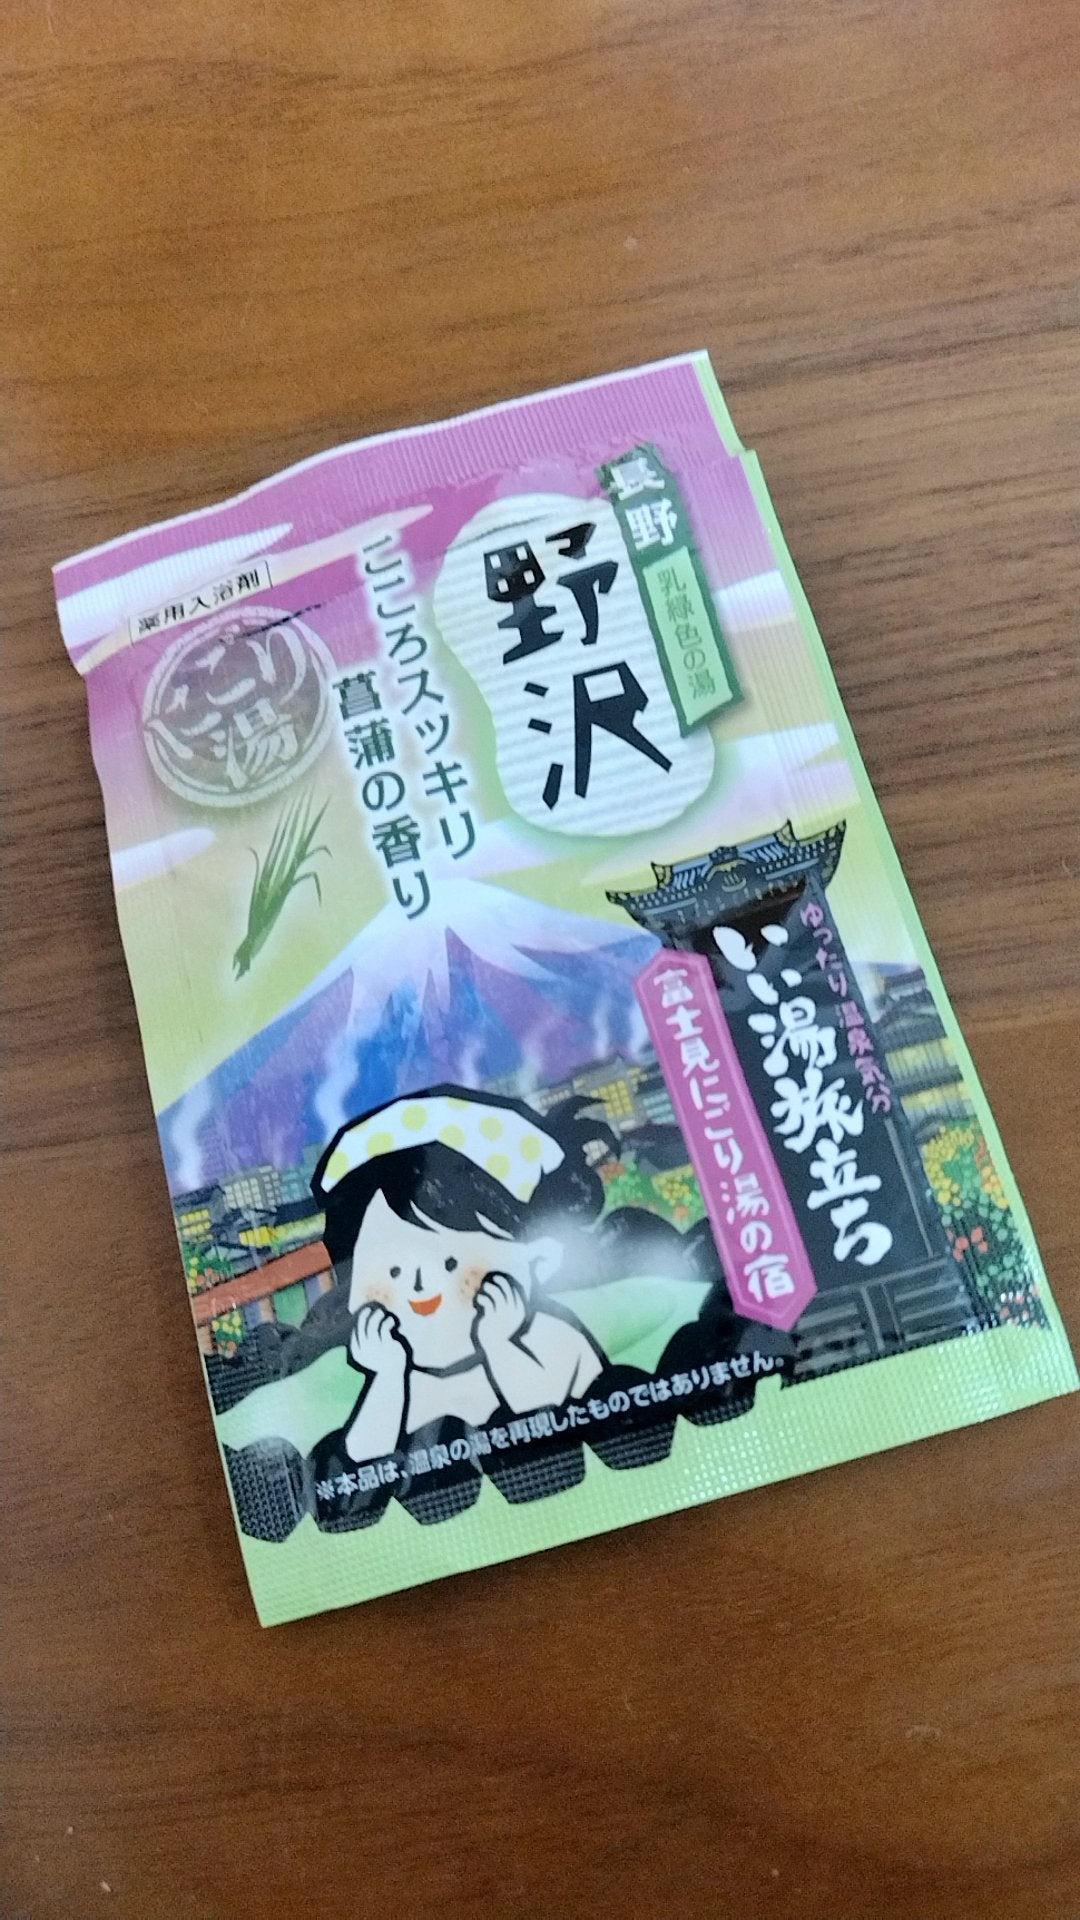 長野
乳緑色の湯
野沢
こころスッキリ
菖蒲の香り
薬用入浴剤
にごり湯
ゆったり温泉気分
いい湯旅立ち
富士見にごり湯の宿
※本品は、温泉の湯を再現したものではありません。